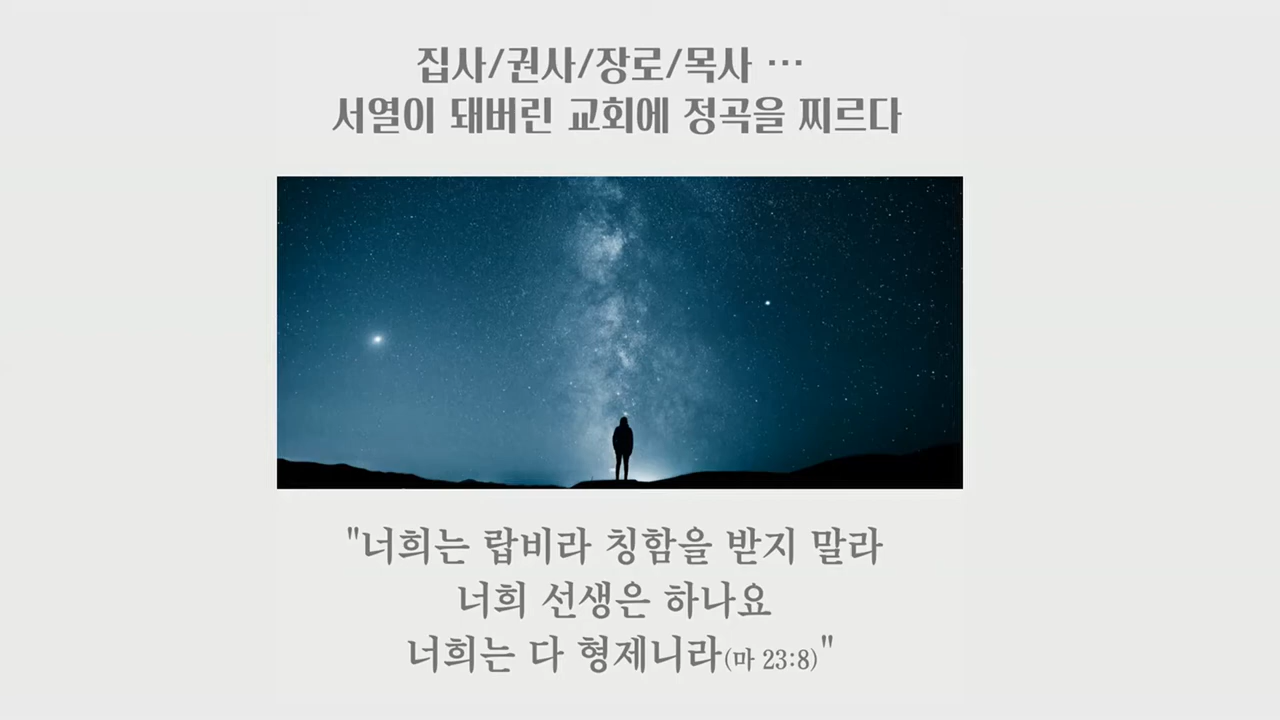 집사/권사/장로/목사 …
서열이 돼버린 교회에 정곡을 찌르다
"너희는 랍비라 칭함을 받지 말라
너희 선생은 하나요
너희는 다 형제니라(마 23:8)"